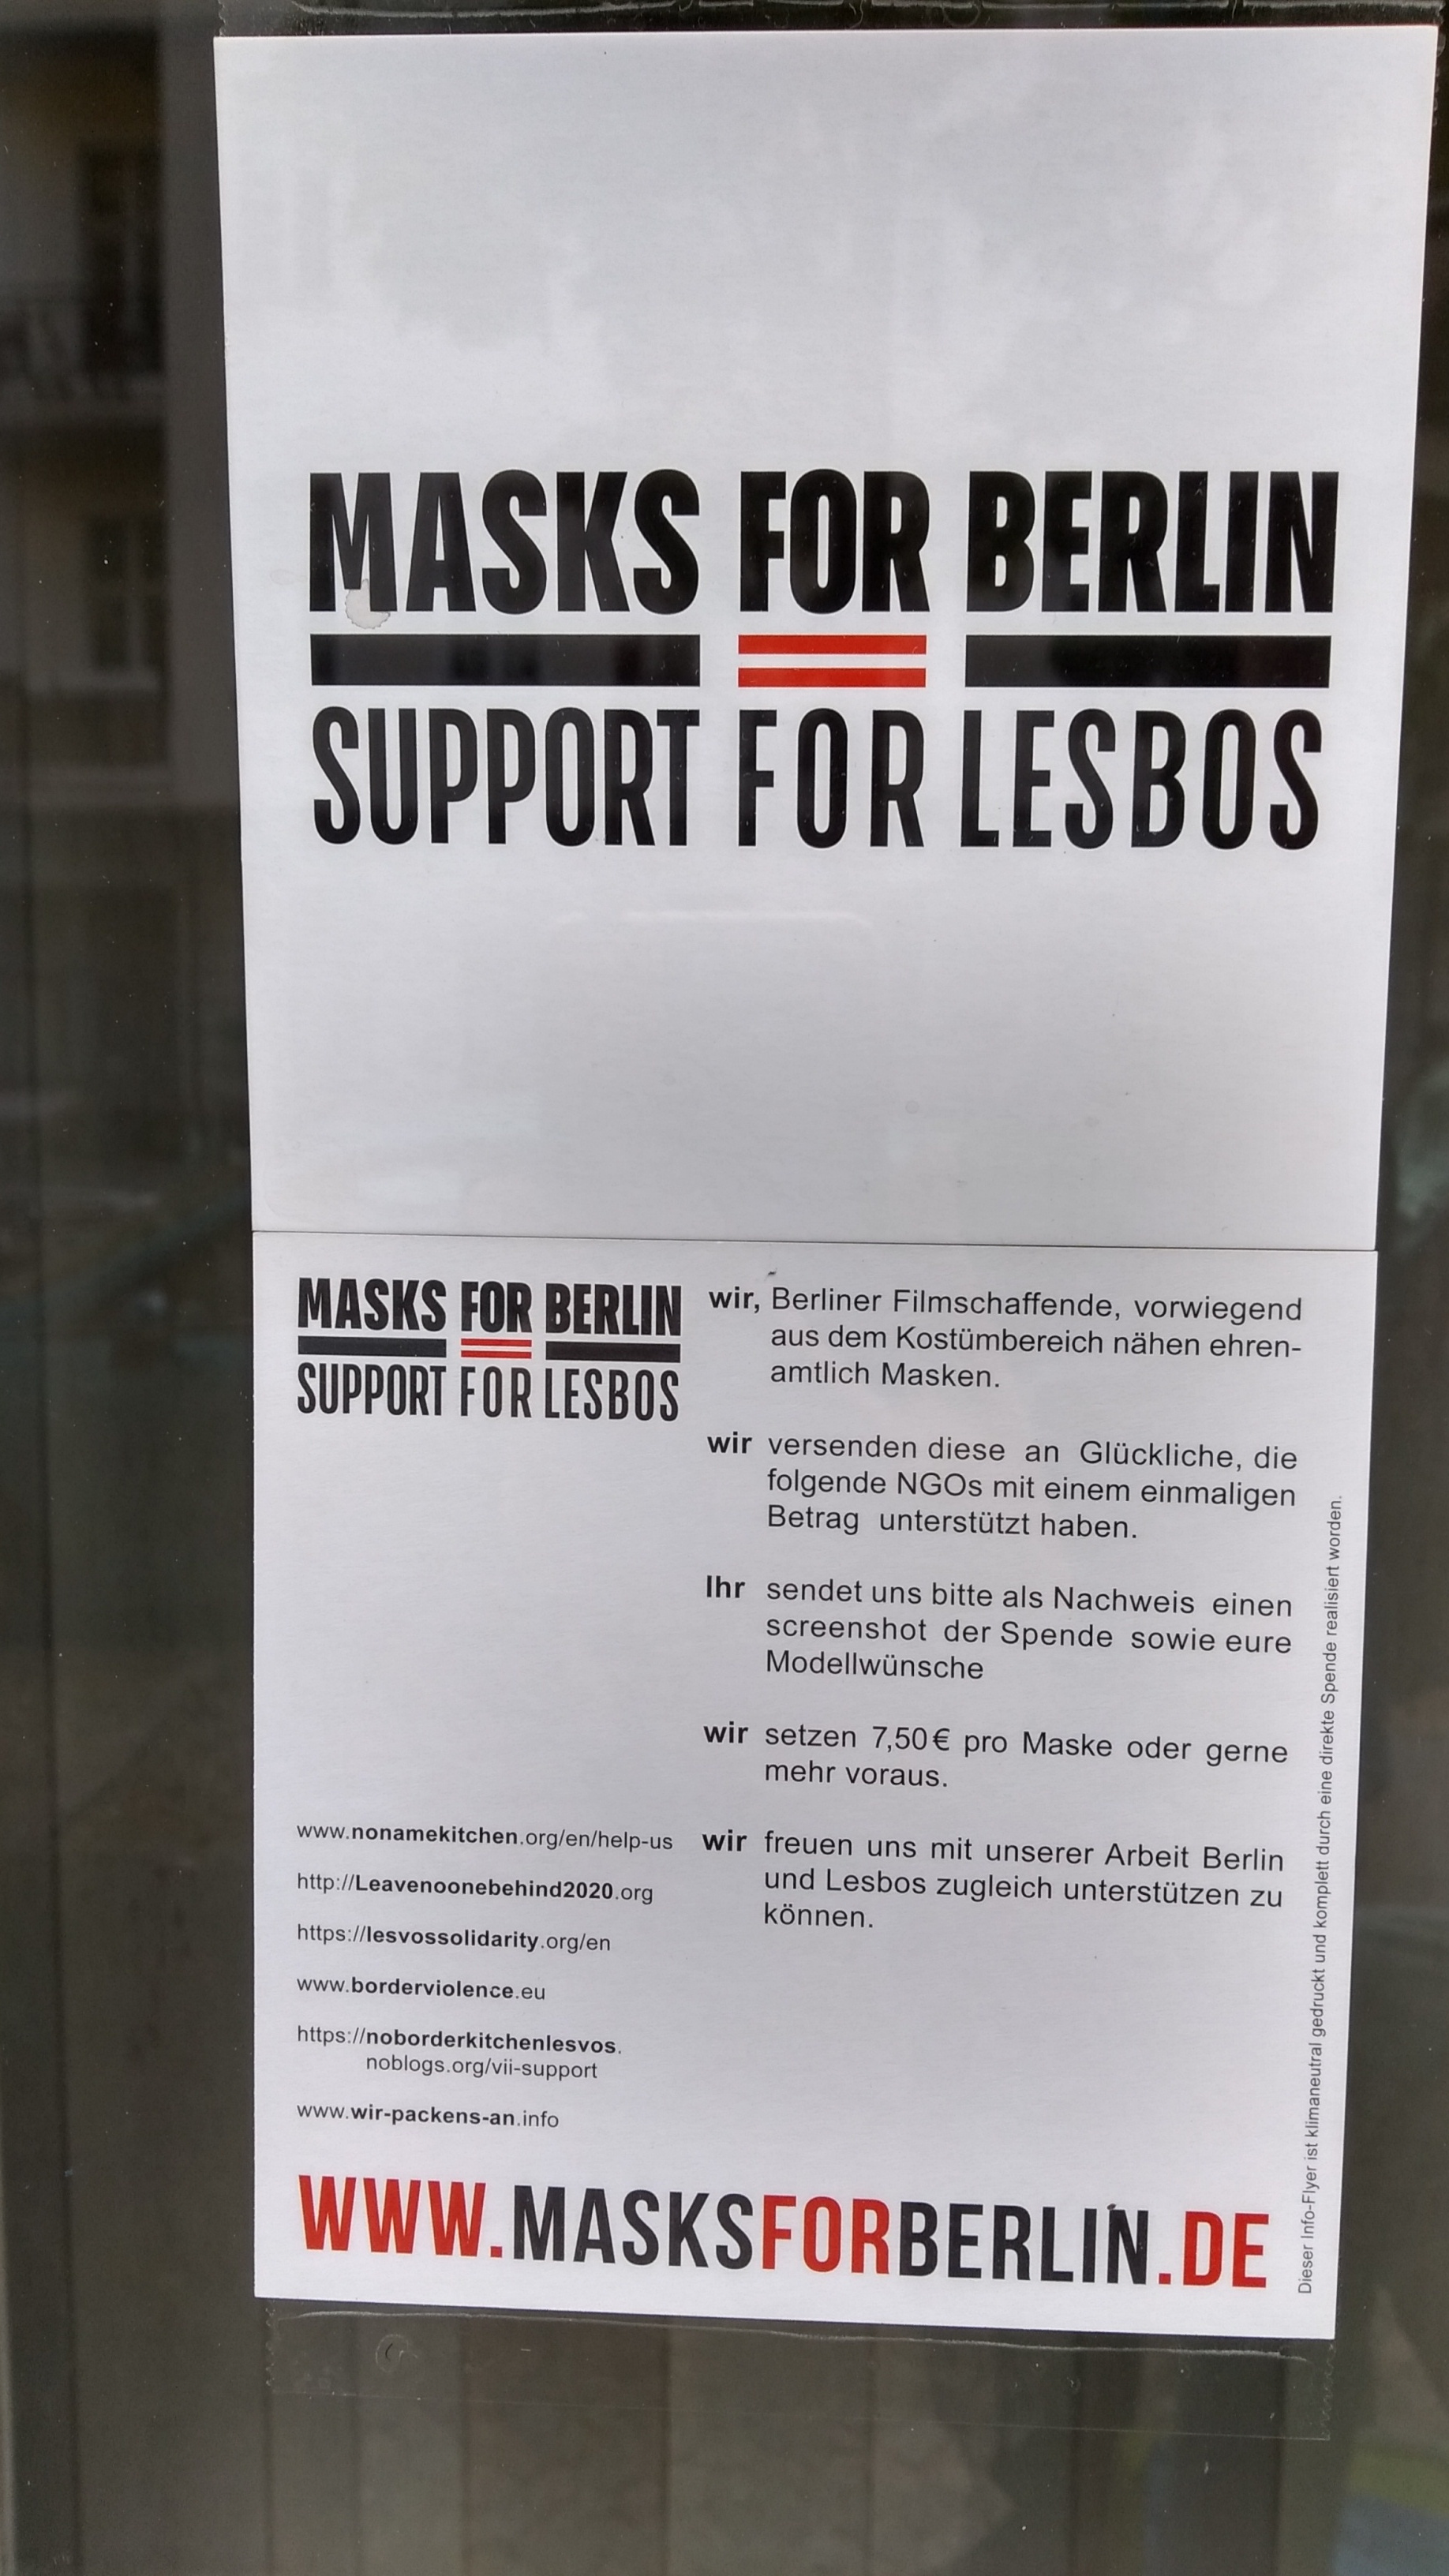 MASKS FOR BERLIN
SUPPORT FOR LESBOS
MASKS FOR BERLIN
SUPPORT FOR LESBOS
wir, Berliner Filmschaffende, vorwiegend
aus dem Kostümbereich nähen ehren-
amtlich Masken.
wir versenden diese an Glückliche, die
folgende NGOs mit einem einmaligen
Betrag unterstützt haben.
Ihr sendet uns bitte als Nachweis einen
screenshot der Spende sowie eure
Modellwünsche
wir setzen 7,50€ pro Maske oder gerne
mehr voraus.
wir freuen uns mit unserer Arbeit Berlin
und Lesbos zugleich unterstützen zu
können.
www.nonamekitchen.org/en/help-us
http://Leavenoonebehind2020.org
https://lesvossolidarity.org/en
www.borderviolence.eu
https://noborderkitchenlesvos.
noblogs.org/vii-support
www.wir-packens-an.info
WWW.MASKSFORBERLIN.DE
Dieser Info-Flyer ist klimaneutral gedruckt und komplett durch eine direkte Spende realisiert worden.